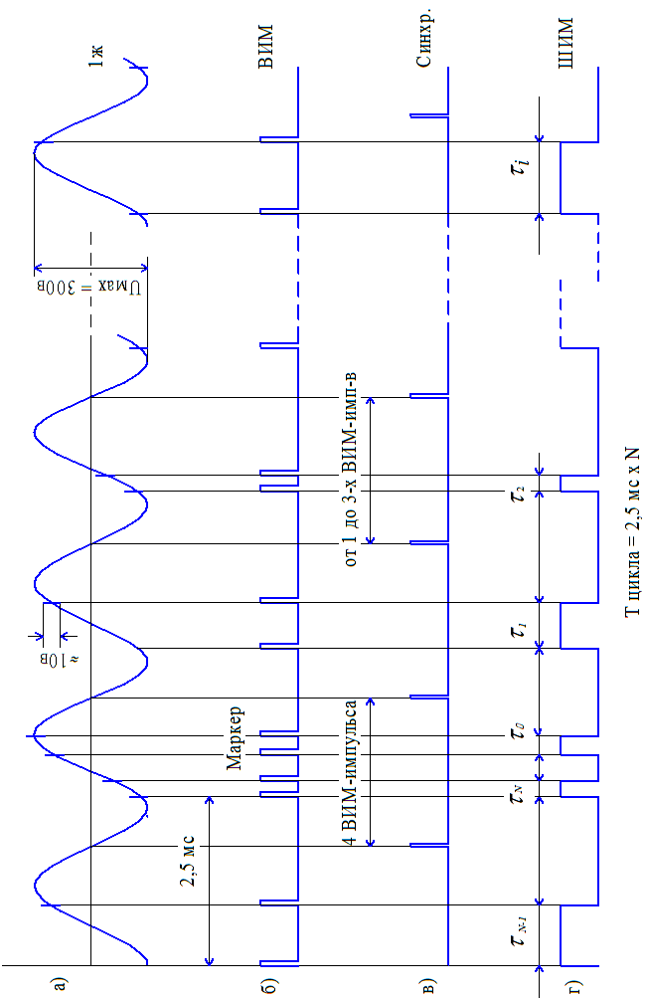 а)
1ж
Uмах = 300в
≈10в
б)
ВИМ
Маркер
2,5 мс
в)
Синхр.
4 ВИМ-импульса
от 1 до 3-х ВИМ-имп-в
г)
ШИМ
τN-1
τN
τ0
τ1
τ2
τi
Т цикла = 2,5 мс х N